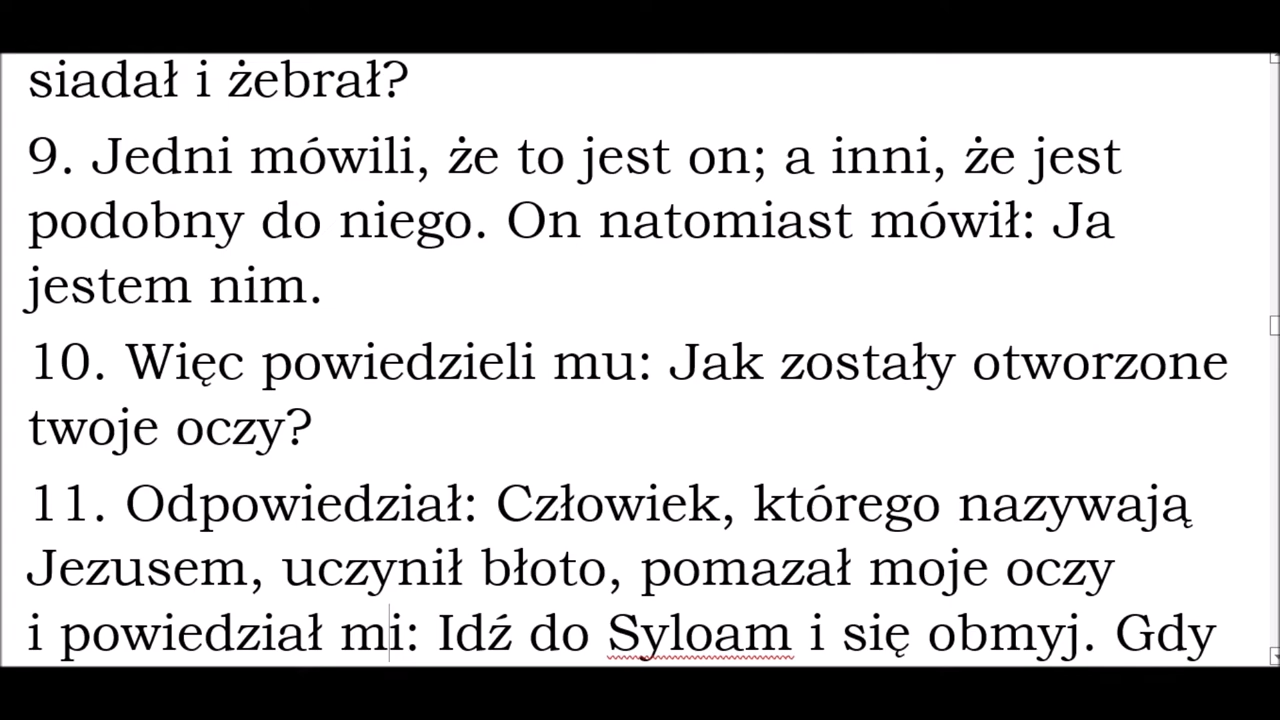 siadał i żebrał?
9. Jedni mówili, że to jest on; a inni, że jest
podobny do niego. On natomiast mówił: Ja
jestem nim.
10. Więc powiedzieli mu: Jak zostały otworzone
twoje oczy?
11. Odpowiedział: Człowiek, którego nazywają
Jezusem, uczynił błoto, pomazał moje oczy
i powiedział mi: Idź do Syloam i się obmyj. Gdy